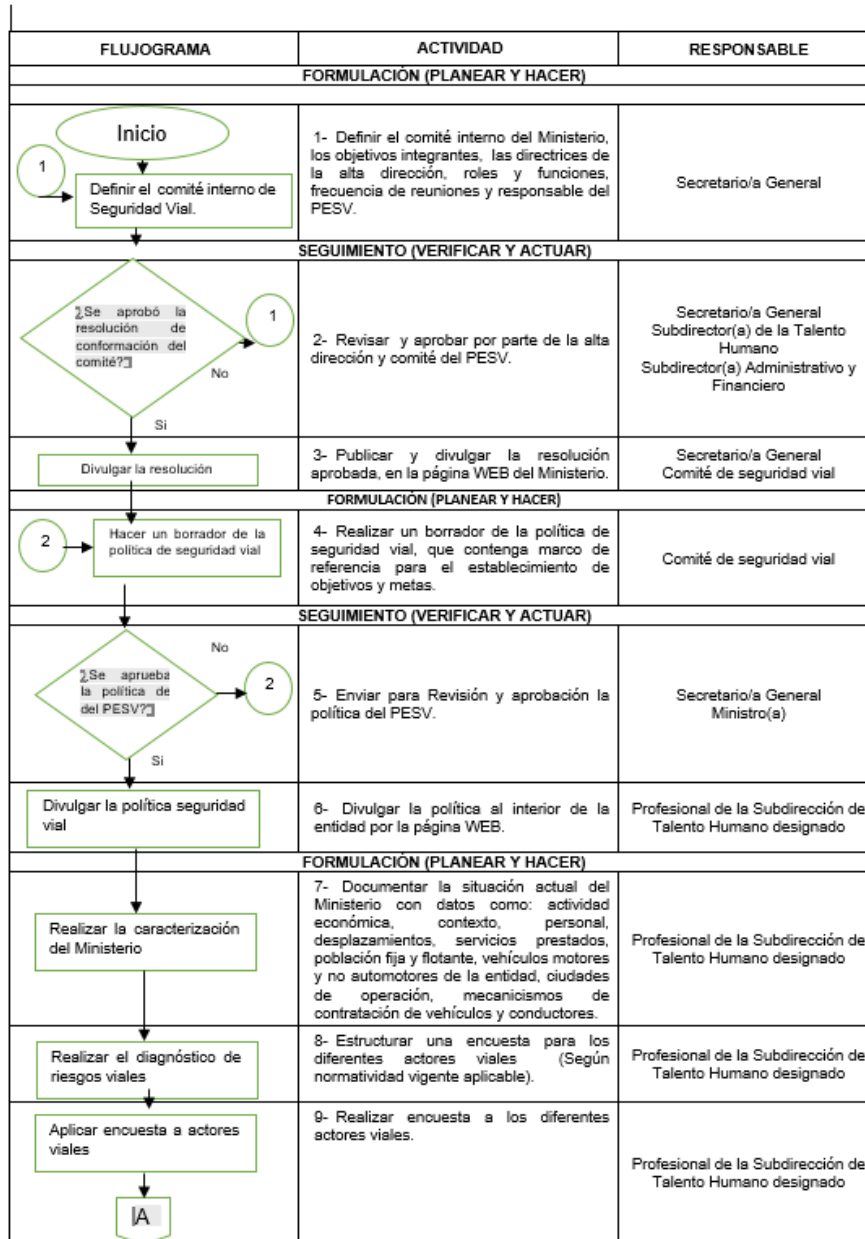 FLUJOGRAMA
ACTIVIDAD
RESPONSABLE
FORMULACIÓN (PLANEAR Y HACER)
Inicio
1
Definir el comité interno de
Seguridad Vial.
1- Definir el comité interno del Ministerio,
los objetivos integrantes, las directrices de
la alta dirección, roles y funciones,
frecuencia de reuniones y responsable del
PESV.
Secretario/a General
SEGUIMIENTO (VERIFICAR Y ACTUAR)
¿Se aprobó la
resolución de
conformación del
comité?
1
No
Si
2- Revisar y aprobar por parte de la alta
dirección y comité del PESV.
Secretario/a General
Subdirector(a) de la Talento
Humano
Subdirector(a) Administrativo y
Financiero
Divulgar la resolución
3- Publicar y divulgar la resolución
aprobada, en la página WEB del Ministerio.
Secretario/a General
Comité de seguridad vial
FORMULACIÓN (PLANEAR Y HACER)
2
Hacer un borrador de la
política de seguridad vial
4- Realizar un borrador de la política de
seguridad vial, que contenga marco de
referencia para el establecimiento de
objetivos y metas.
Comité de seguridad vial
SEGUIMIENTO (VERIFICAR Y ACTUAR)
No
¿Se aprueba
la política de
del PESV?
2
Si
5- Enviar para Revisión y aprobación la
política del PESV.
Secretario/a General
Ministro(a)
Divulgar la política seguridad
vial
6- Divulgar la política al interior de la
entidad por la página WEB.
Profesional de la Subdirección de
Talento Humano designado
FORMULACIÓN (PLANEAR Y HACER)
Realizar la caracterización
del Ministerio
7- Documentar la situación actual del
Ministerio con datos como: actividad
económica, contexto, personal,
desplazamientos, servicios prestados,
población fija y flotante, vehículos motores
y no automotores de la entidad, ciudades
de operación, mecanicismos de
contratación de vehículos y conductores.
Profesional de la Subdirección de
Talento Humano designado
Realizar el diagnóstico de
riesgos viales
8- Estructurar una encuesta para los
diferentes actores viales (Según
normatividad vigente aplicable).
Profesional de la Subdirección de
Talento Humano designado
Aplicar encuesta a actores
viales
9- Realizar encuesta a los diferentes
actores viales.
Profesional de la Subdirección de
Talento Humano designado
A